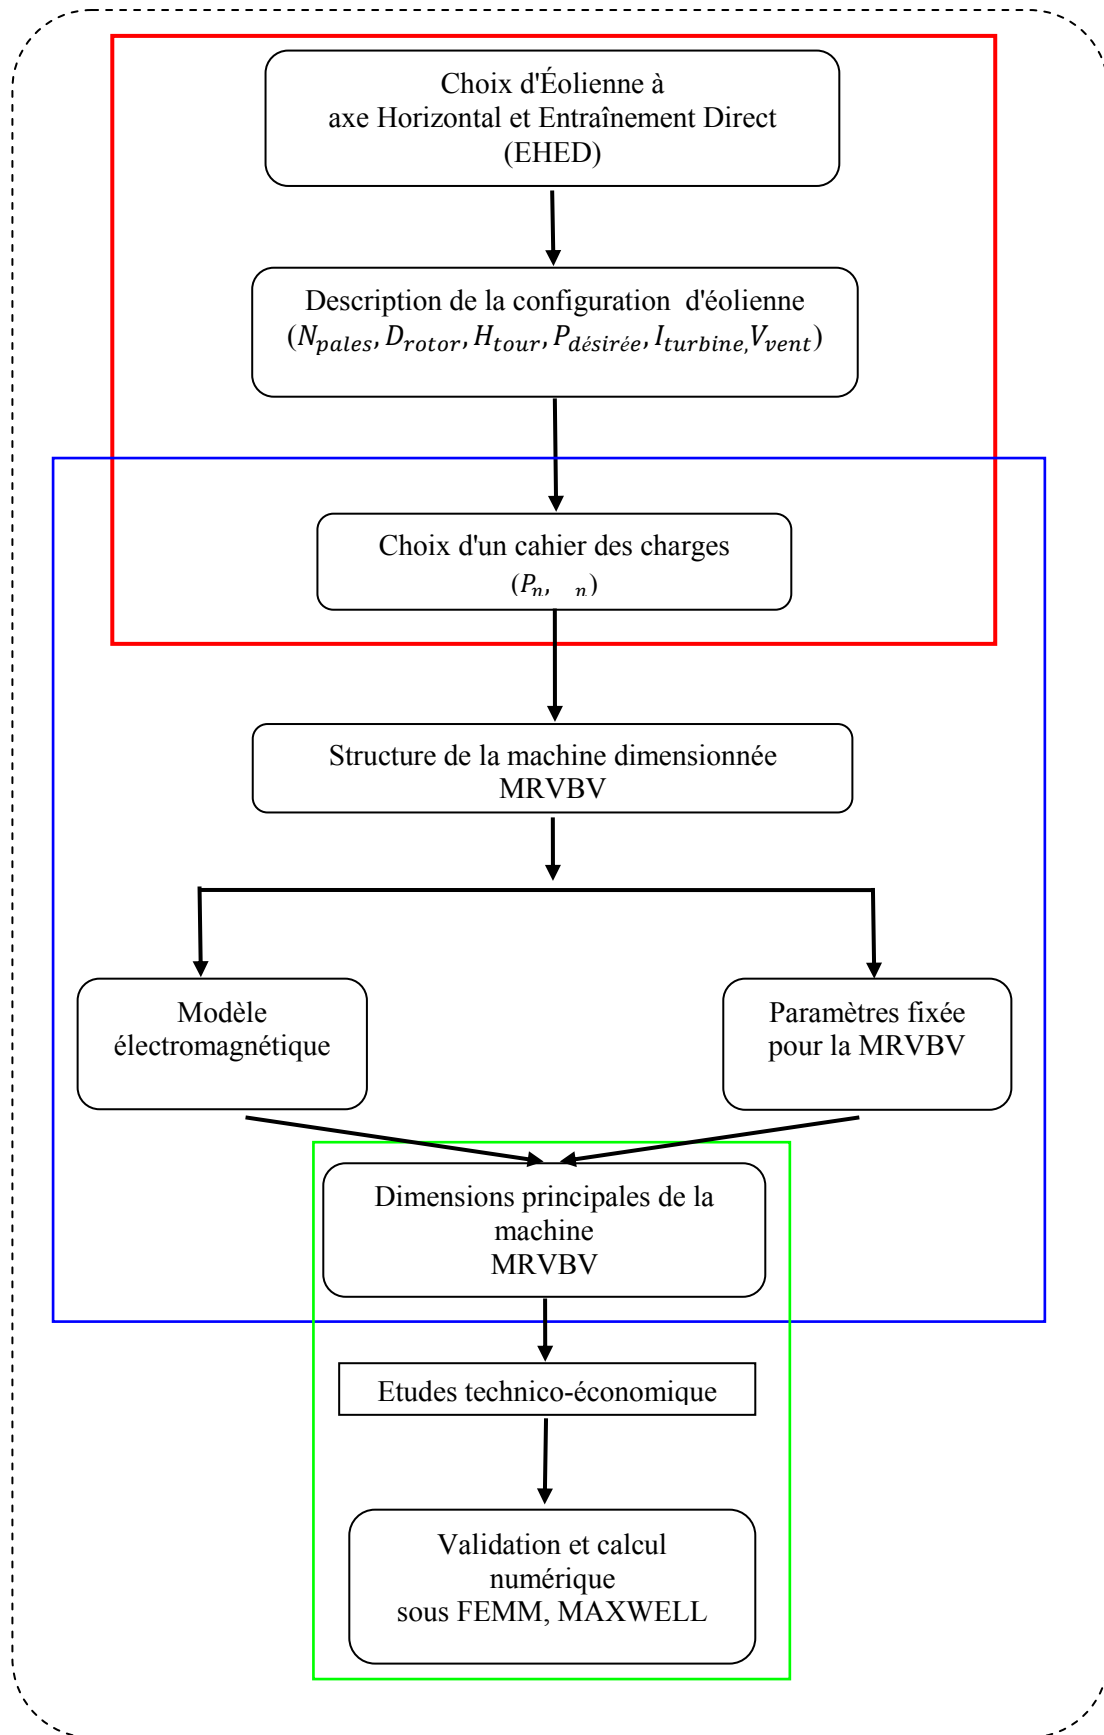 Choix d'Éolienne à
axe Horizontal et Entraînement Direct
(EHED)
Description de la configuration d'éolienne
(N_pales, D_rotor, H_tour, P_désirée, I_turbine, V_vent)
Choix d'un cahier des charges
(P_n, _n)
Structure de la machine dimensionnée
MRVBV
Modèle
électromagnétique
Paramètres fixée
pour la MRVBV
Dimensions principales de la
machine
MRVBV
Etudes technico-économique
Validation et calcul
numérique
sous FEMM, MAXWELL